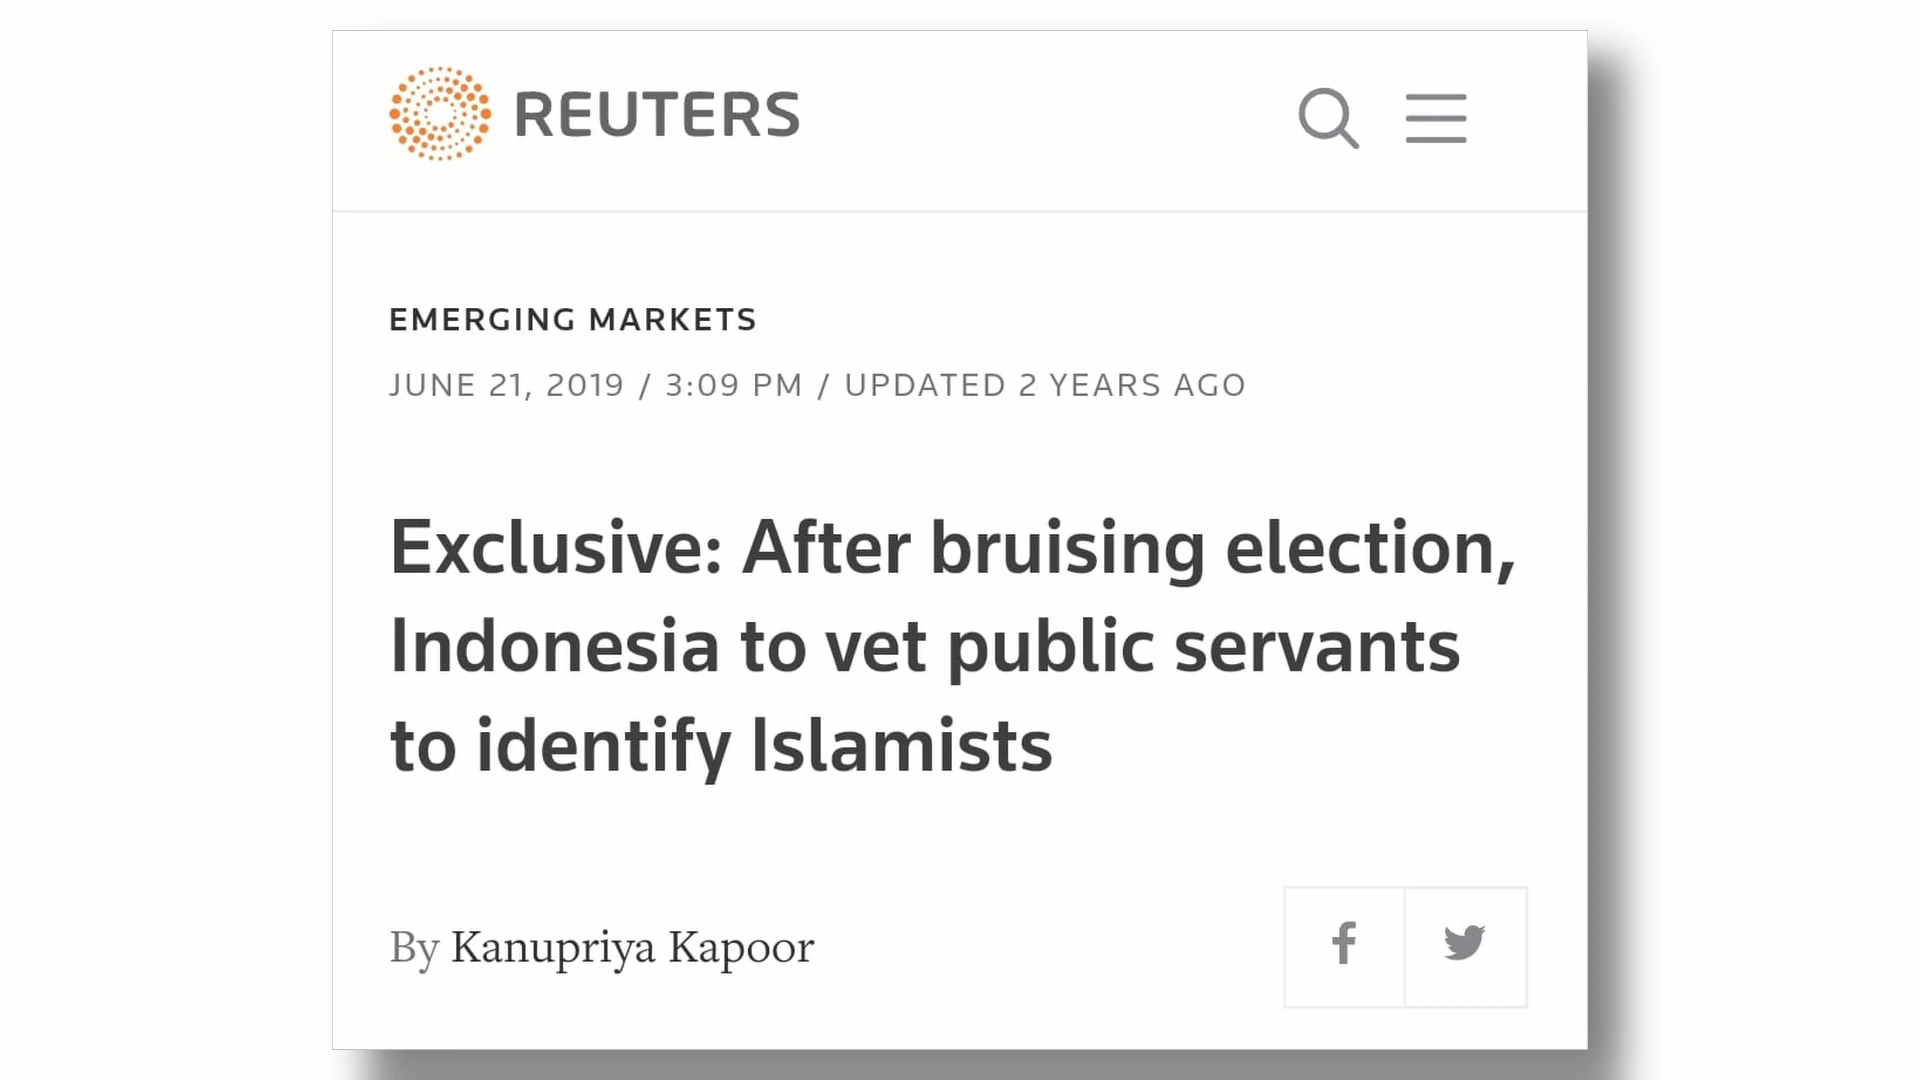 REUTERS
EMERGING MARKETS
JUNE 21, 2019 / 3:09 PM / UPDATED 2 YEARS AGO
Exclusive: After bruising election,
Indonesia to vet public servants
to identify Islamists
By Kanupriya Kapoor